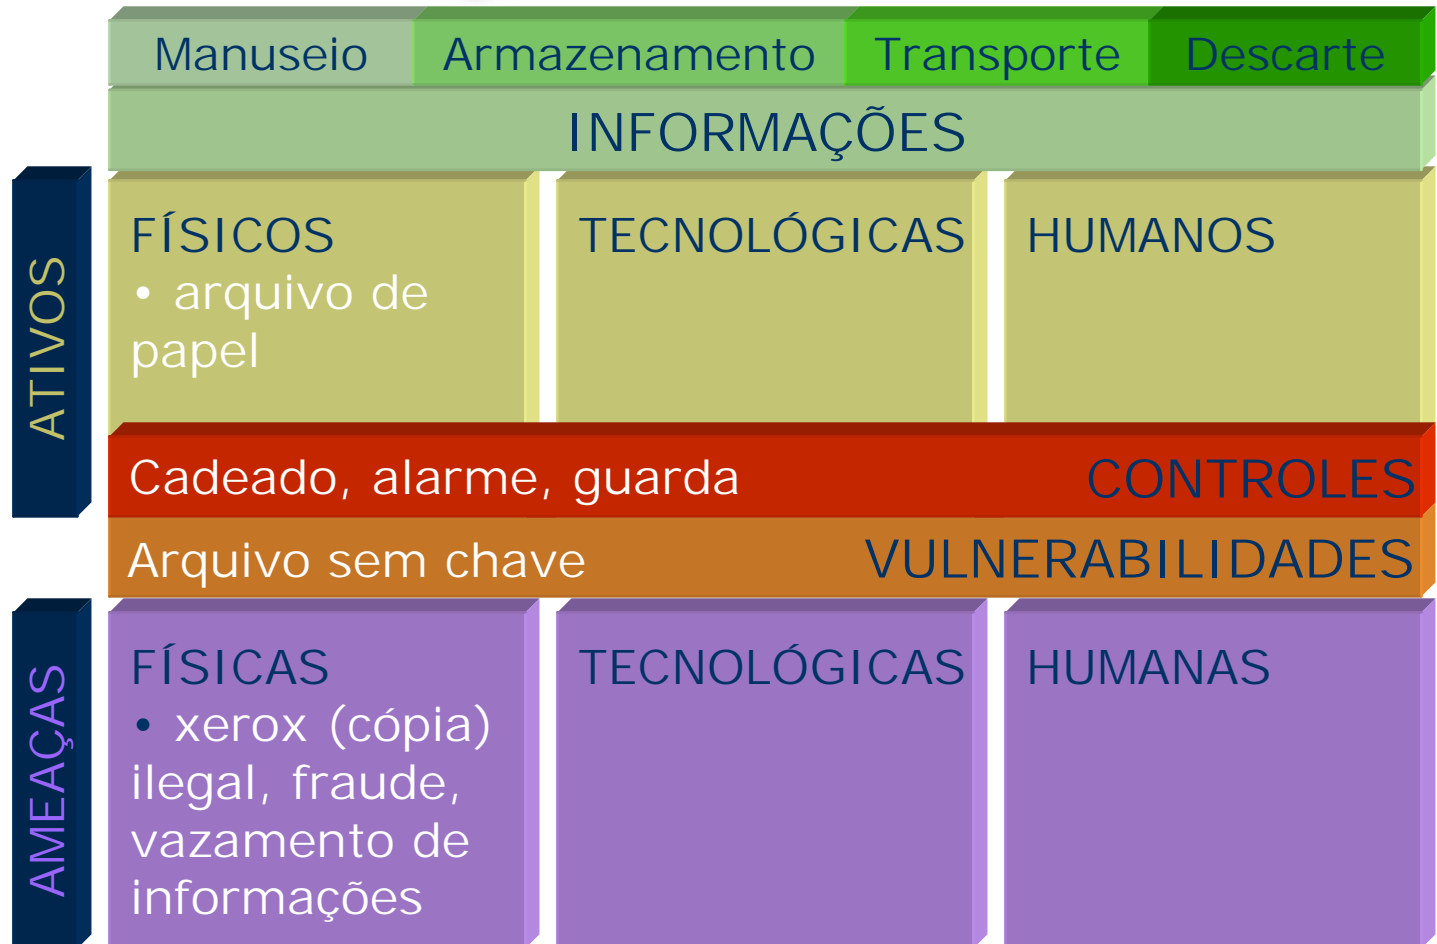 Manuseio Armazenamento Transporte Descarte
INFORMAÇÕES
ATIVOS
FÍSICOS
• arquivo de
papel
TECNOLÓGICAS
HUMANOS
Cadeado, alarme, guarda CONTROLES
Arquivo sem chave VULNERABILIDADES
AMEAÇAS
FÍSICAS
• xerox (cópia)
ilegal, fraude,
vazamento de
informações
TECNOLÓGICAS
HUMANAS